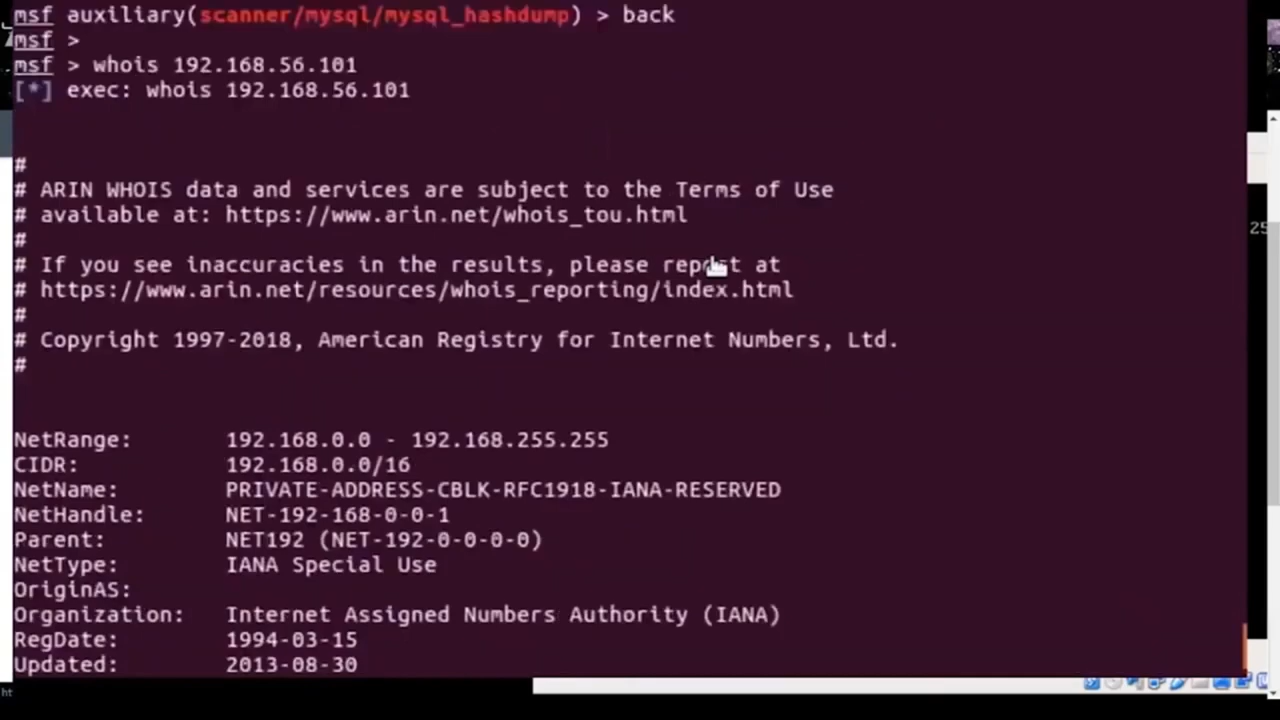 msf auxiliary(scanner/mysql/mysql_hashdump) > back
msf >
msf > whois 192.168.56.101
[*] exec: whois 192.168.56.101
#
# ARIN WHOIS data and services are subject to the Terms of Use
# available at: https://www.arin.net/whois_tou.html
#
25
# If you see inaccuracies in the results, please report at
# https://www.arin.net/resources/whois_reporting/index.html
#
# Copyright 1997-2018, American Registry for Internet Numbers, Ltd.
#
NetRange: 192.168.0.0 - 192.168.255.255
CIDR: 192.168.0.0/16
NetName: PRIVATE-ADDRESS-CBLK-RFC1918-IANA-RESERVED
NetHandle: NET-192-168-0-0-1
Parent: NET192 (NET-192-0-0-0-0)
NetType: IANA Special Use
OriginAS:
Organization: Internet Assigned Numbers Authority (IANA)
RegDate: 1994-03-15
Updated: 2013-08-30
ht